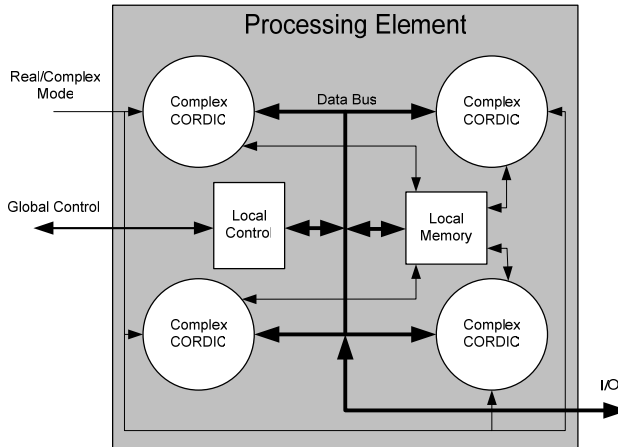 Processing Element
Real/Complex
Mode
Complex
CORDIC
Data Bus
Complex
CORDIC
Global Control
Local
Control
Local
Memory
Complex
CORDIC
Complex
CORDIC
I/O